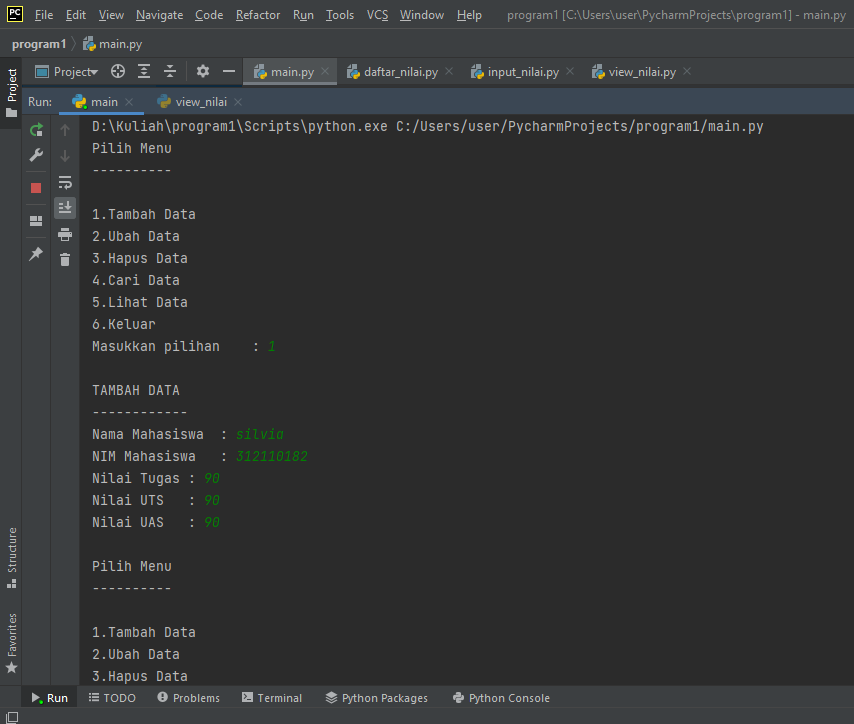 PC File Edit View Navigate Code Refactor Run Tools VCS Window Help program1 [C:\Users\user\PycharmProjects\program1] - main.py
program1 main.py
Project main.py daftar_nilai.py input_nilai.py view_nilai.py
Project
Run: main view_nilai
D:\Kuliah\program1\Scripts\python.exe C:/Users/user/PycharmProjects/program1/main.py
Pilih Menu
----------
1.Tambah Data
2.Ubah Data
3.Hapus Data
4.Cari Data
5.Lihat Data
6.Keluar
Masukkan pilihan    : 1
TAMBAH DATA
------------
Nama Mahasiswa  : silvia
NIM Mahasiswa   : 312110182
Nilai Tugas : 90
Nilai UTS   : 90
Nilai UAS   : 90
Pilih Menu
----------
1.Tambah Data
2.Ubah Data
3.Hapus Data
Structure
Favorites
Run TODO Problems Terminal Python Packages Python Console